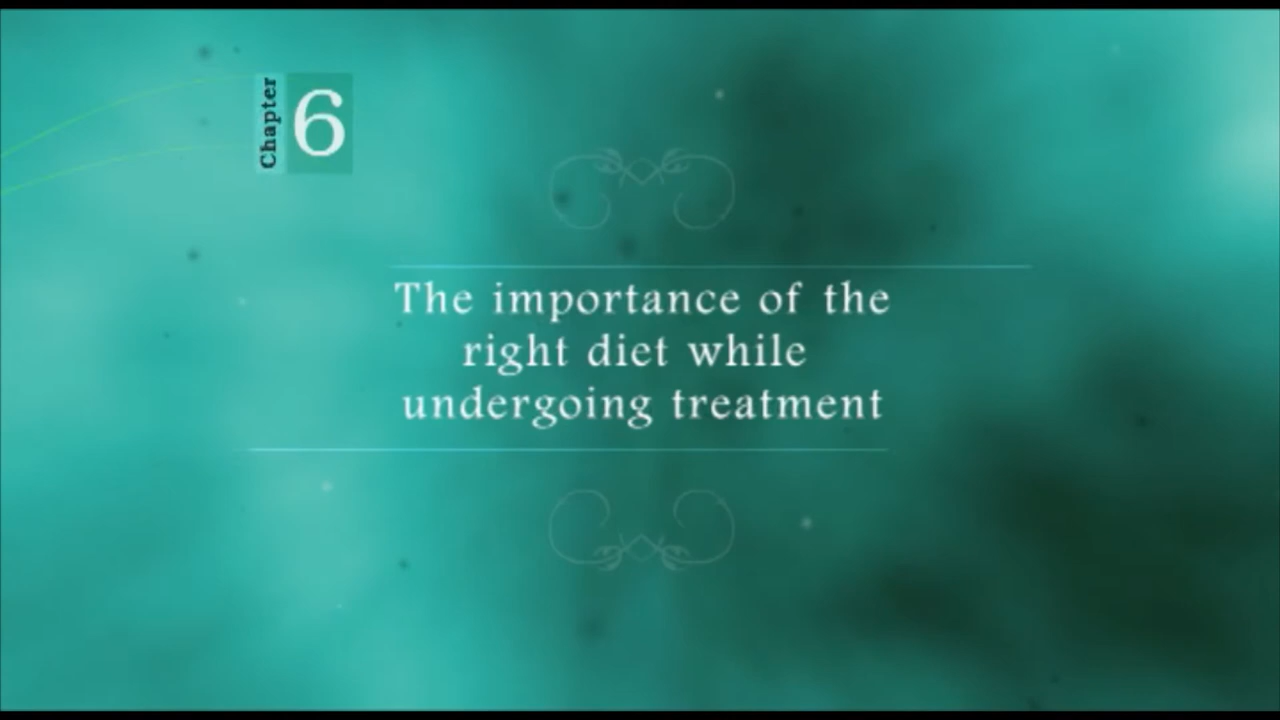 Chapter
6
The importance of the
right diet while
undergoing treatment